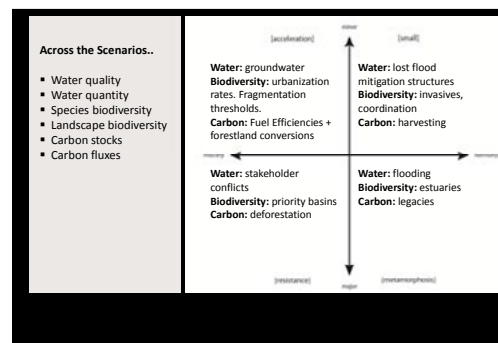 minor
[acceleration]
[small]
Across the Scenarios..
▪ Water quality
▪ Water quantity
▪ Species biodiversity
▪ Landscape biodiversity
▪ Carbon stocks
▪ Carbon fluxes
Water: groundwater
Biodiversity: urbanization
rates. Fragmentation
thresholds.
Carbon: Fuel Efficiencies +
forestland conversions
Water: lost flood
mitigation structures
Biodiversity: invasives,
coordination
Carbon: harvesting
Water: stakeholder
conflicts
Biodiversity: priority basins
Carbon: deforestation
Water: flooding
Biodiversity: estuaries
Carbon: legacies
[resistance]
major
[metamorphosis]